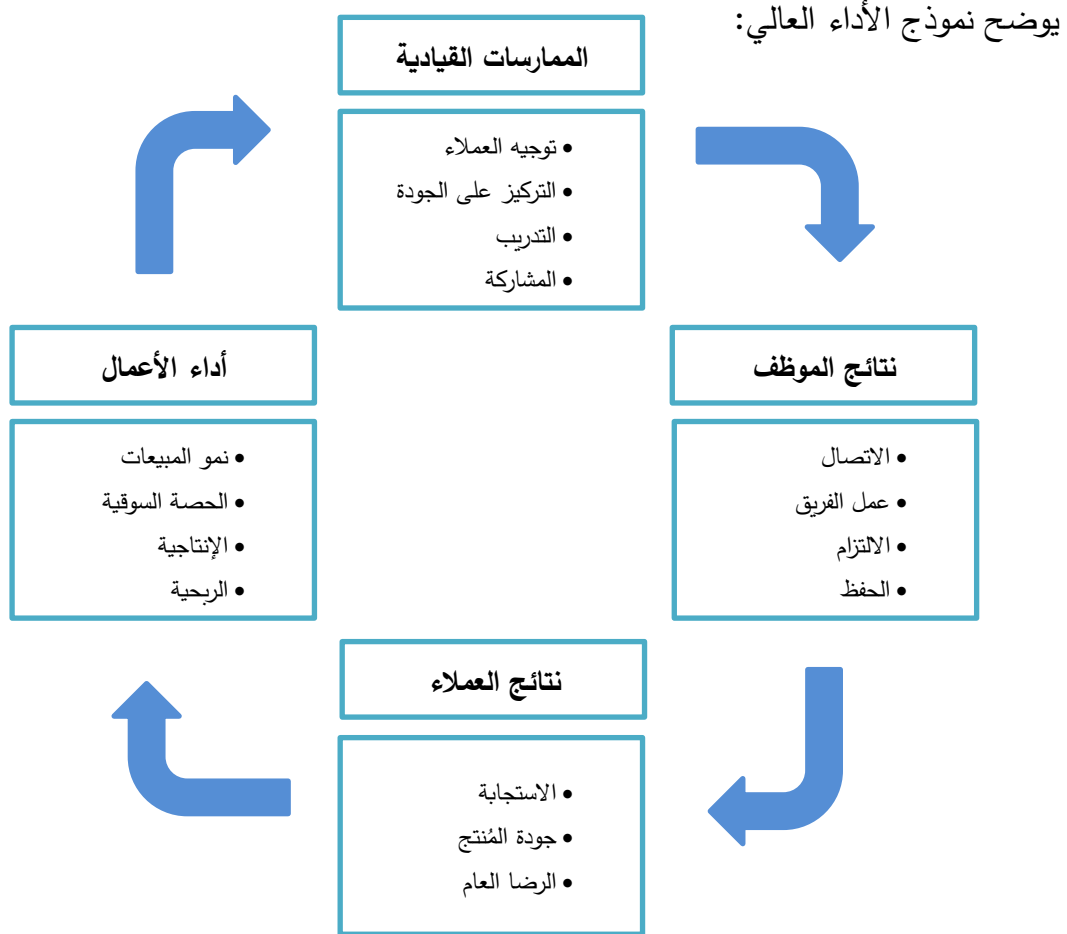 يوضح نموذج الأداء العالي:
الممارسات القيادية
• توجيه العملاء
• التركيز على الجودة
• التدريب
• المشاركة
نتائج الموظف
• الاتصال
• عمل الفريق
• الالتزام
• الحفظ
نتائج العملاء
• الاستجابة
• جودة المُنتج
• الرضا العام
أداء الأعمال
• نمو المبيعات
• الحصة السوقية
• الإنتاجية
• الربحية